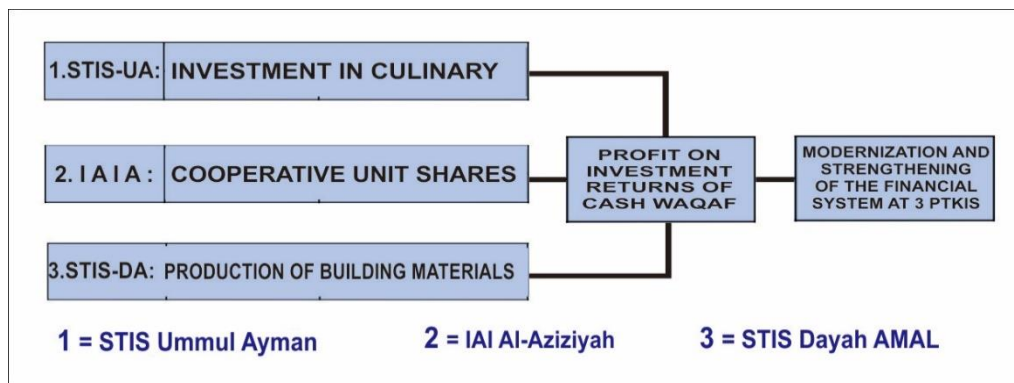 1.STIS-UA: INVESTMENT IN CULINARY
2. I A I A : COOPERATIVE UNIT SHARES
3.STIS-DA: PRODUCTION OF BUILDING MATERIALS
PROFIT ON
INVESTMENT
RETURNS OF
CASH WAQAF
MODERNIZATION AND
STRENGTHENING
OF THE FINANCIAL
SYSTEM AT 3 PTKIS
1 = STIS Ummul Ayman
2 = IAI Al-Aziziyah
3 = STIS Dayah AMAL